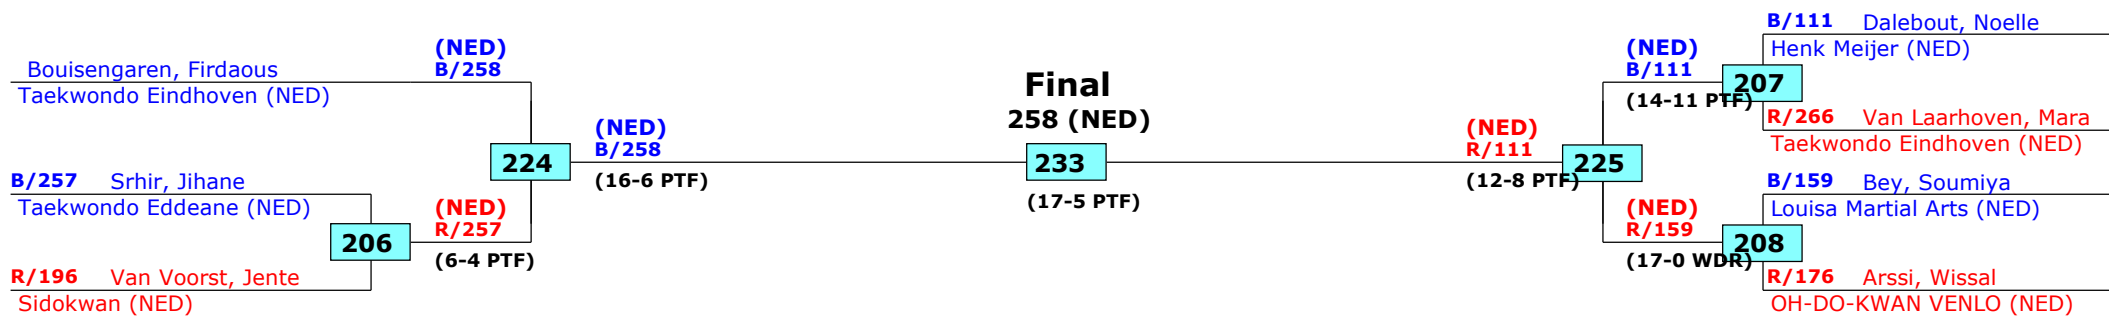 Bouisengaren, Firdaous
Taekwondo Eindhoven (NED)
(NED)
B/258
B/257 Srhir, Jihane
Taekwondo Eddeane (NED)
206
R/196 Van Voorst, Jente
Sidokwan (NED)
(NED)
R/257
(6-4 PTF)
224
(NED)
B/258
(16-6 PTF)
Final
258 (NED)
233
(17-5 PTF)
(NED)
R/111
(12-8 PTF)
225
(NED)
B/111
(14-11 PTF)
207
B/111 Dalebout, Noelle
Henk Meijer (NED)
R/266 Van Laarhoven, Mara
Taekwondo Eindhoven (NED)
(NED)
R/159
(17-0 WDR)
208
B/159 Bey, Soumiya
Louisa Martial Arts (NED)
R/176 Arssi, Wissal
OH-DO-KWAN VENLO (NED)